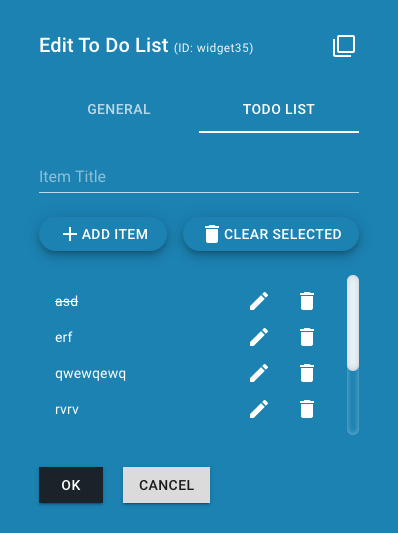 Edit To Do List (ID: widget35)
GENERAL TODO LIST
Item Title
ADD ITEM CLEAR SELECTED
asd
erf
qwewqewq
rvrv
OK CANCEL